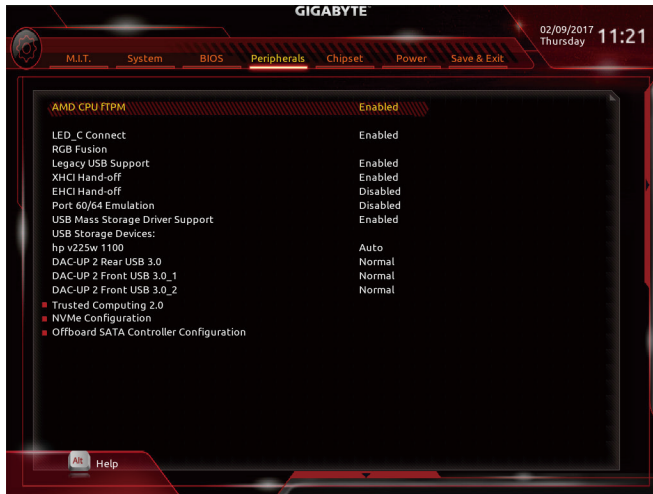 GIGABYTE
02/09/2017 11:21
Thursday
M.I.T. System BIOS Peripherals Chipset Power Save & Exit
AMD CPU fTPM Enabled
LED_C Connect Enabled
RGB Fusion
Legacy USB Support Enabled
XHCI Hand-off Enabled
EHCI Hand-off Disabled
Port 60/64 Emulation Disabled
USB Mass Storage Driver Support Enabled
USB Storage Devices:
hp v225w 1100 Auto
DAC-UP 2 Rear USB 3.0 Normal
DAC-UP 2 Front USB 3.0_1 Normal
DAC-UP 2 Front USB 3.0_2 Normal
Trusted Computing 2.0
NVMe Configuration
Offboard SATA Controller Configuration
Alt Help